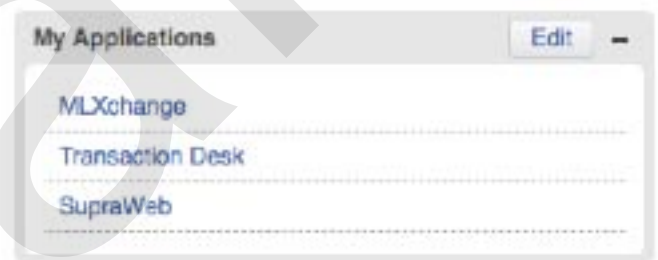 My Applications Edit –
MLXchange
Transaction Desk
SupraWeb